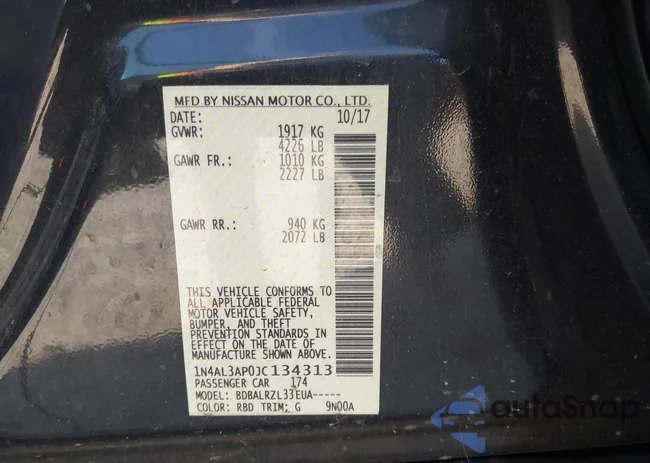 MFD BY NISSAN MOTOR CO., LTD.
DATE: 10/17
GVWR: 1917 KG
4226 LB
GAWR FR.: 1010 KG
2227 LB
GAWR RR.: 940 KG
2072 LB
THIS VEHICLE CONFORMS TO
ALL APPLICABLE FEDERAL
MOTOR VEHICLE SAFETY,
BUMPER, AND THEFT
PREVENTION STANDARDS IN
EFFECT ON THE DATE OF
MANUFACTURE SHOWN ABOVE.
1N4AL3AP0JC134313
PASSENGER CAR 174
MODEL: BDBALRZL33EUA-----
COLOR: RBD TRIM: G 9N00A
autoSnap